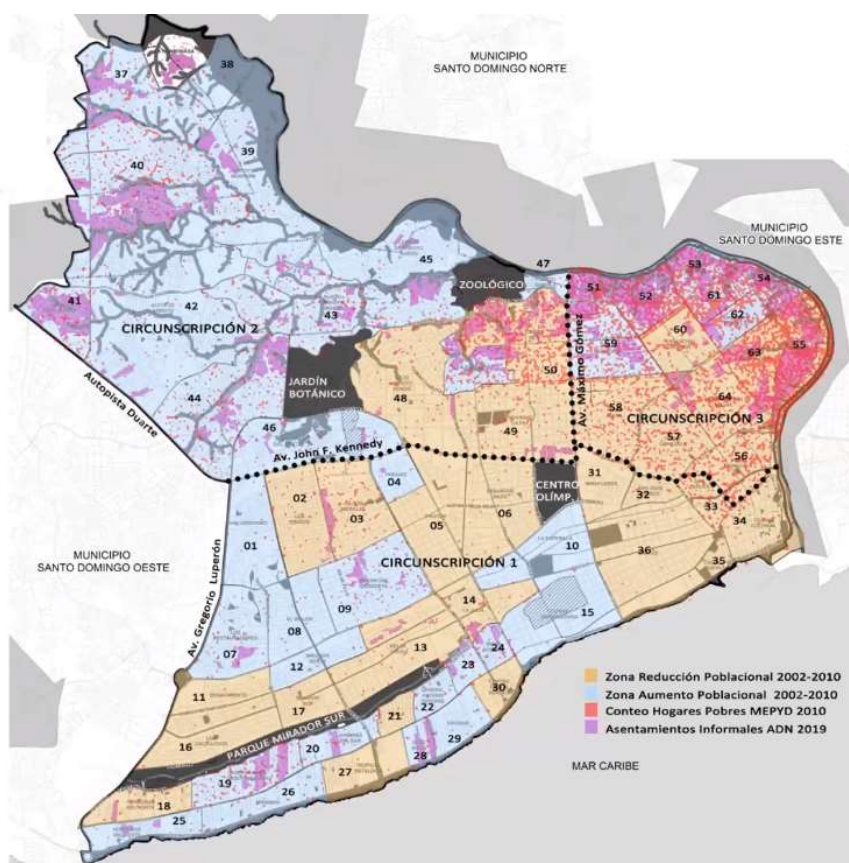 MUNICIPIO
SANTO DOMINGO NORTE
37
38
40
39
MUNICIPIO
SANTO DOMINGO ESTE
45
47
ZOOLÓGICO
51
52
53
54
61
62
41
42
43
CIRCUNSCRIPCIÓN 2
59
60
55
63
Av. Máximo Gómez
JARDÍN
BOTÁNICO
50
44
48
64
58
CIRCUNSCRIPCIÓN 3
Autopista Duarte
46
49
57
56
Av. John F. Kennedy
04
CENTRO
OLÍMP.
31
32
33
34
02
03
05
06
01
10
36
35
MUNICIPIO
SANTO DOMINGO OESTE
CIRCUNSCRIPCIÓN 1
Av. Gregorio Luperón
09
14
15
08
07
12
13
24
23
11
30
17
21
22
PARQUE MIRADOR SUR
16
20
29
28
19
27
26
18
25
Zona Reducción Poblacional 2002-2010
Zona Aumento Poblacional 2002-2010
Conteo Hogares Pobres MEPYD 2010
Asentamientos Informales ADN 2019
MAR CARIBE